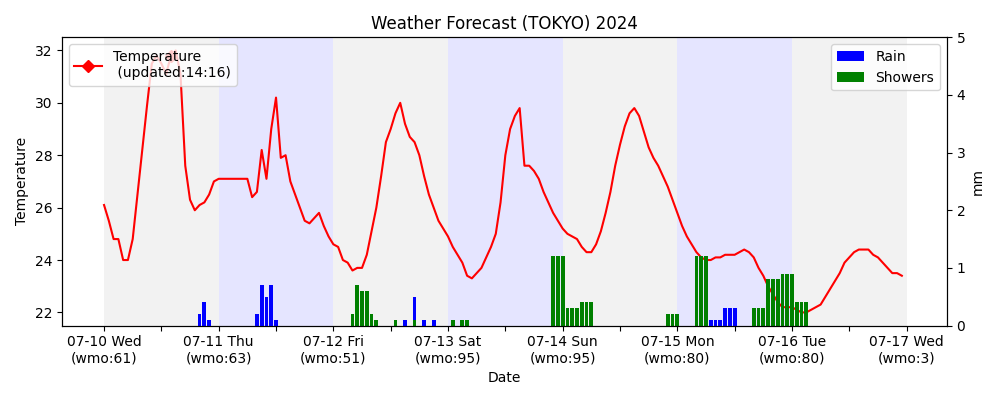 Weather Forecast (TOKYO) 2024
Temperature
(updated:14:16)
Rain
Showers
32
30
28
26
24
22
Temperature
5
4
3
2
1
0
mm
07-10 Wed
(wmo:61)
07-11 Thu
(wmo:63)
07-12 Fri
(wmo:51)
07-13 Sat
(wmo:95)
07-14 Sun
(wmo:95)
07-15 Mon
(wmo:80)
07-16 Tue
(wmo:80)
07-17 Wed
(wmo:3)
Date